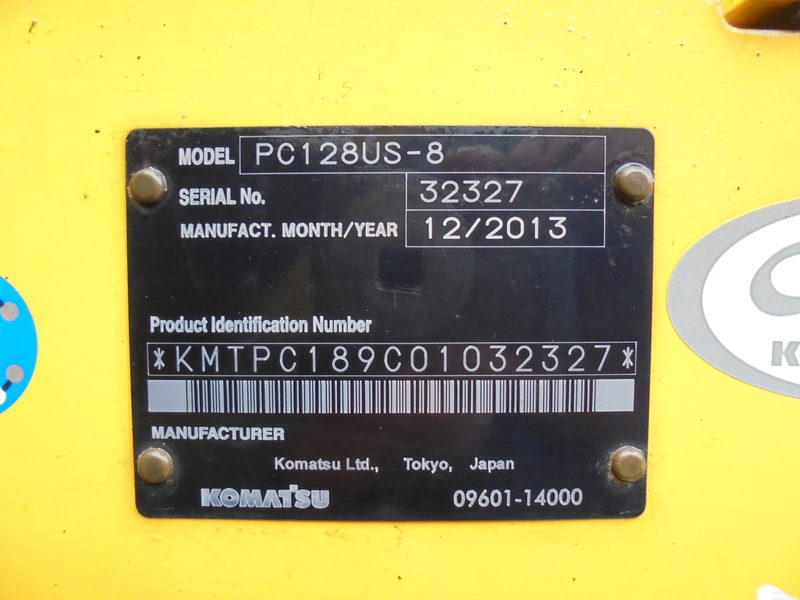 MODEL PC128US-8
SERIAL No. 32327
MANUFACT. MONTH/YEAR 12/2013
Product Identification Number
*KMTPC189C01032327*
MANUFACTURER
Komatsu Ltd., Tokyo, Japan
KOMATSU 09601-14000